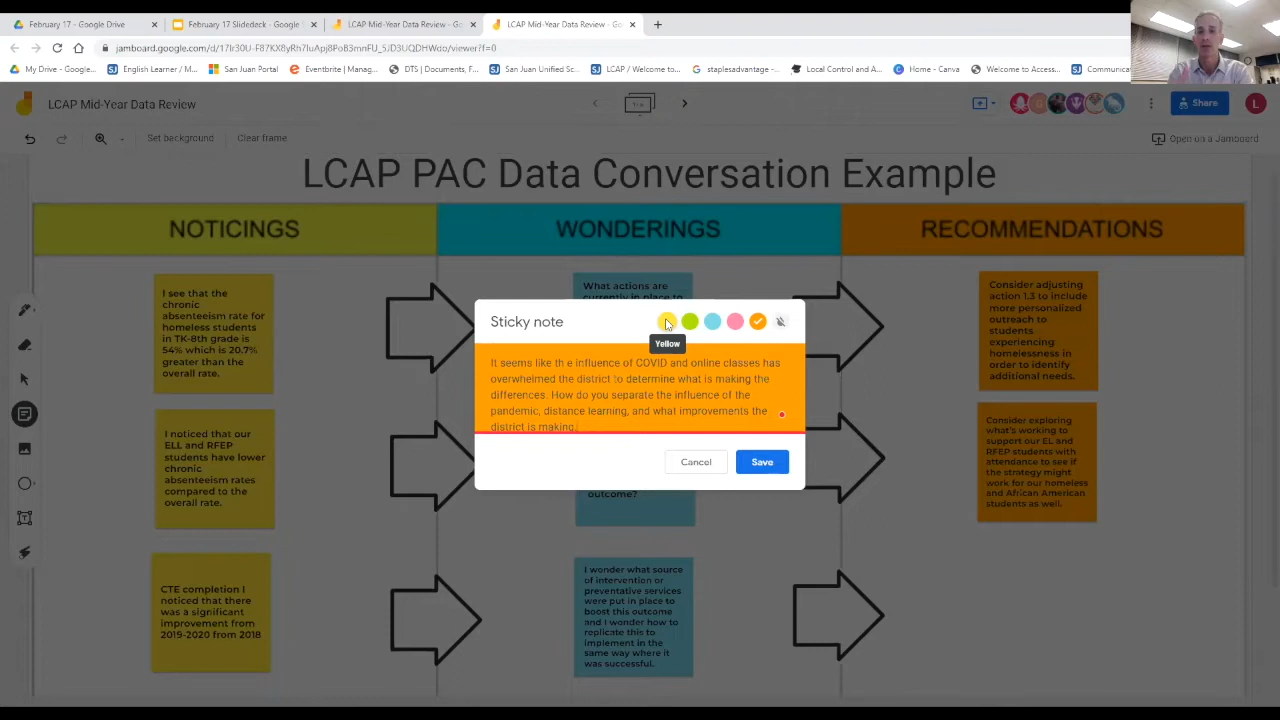 February 17 - Google Drive
February 17 Slidedeck - Google S
LCAP Mid-Year Data Review - Go
LCAP Mid-Year Data Review - Go
jamboard.google.com/d/
/viewer?f=0
My Drive - Google...
English Learner / M...
San Juan Portal
Eventbrite | Manag...
DTS | Documents, F...
San Juan Unified Sc...
LCAP / Welcome to...
staplesadvantage -...
Local Control and A...
Home - Canva
Welcome to Access...
Communicat
LCAP Mid-Year Data Review
Share
L
Set background
Clear frame
Open on a Jamboard
LCAP PAC Data Conversation Example
NOTICINGS
WONDERINGS
RECOMMENDATIONS
I see that the
chronic
absenteeism rate for
homeless students
in TK-8th grade is
54% which is 20.7%
greater than the
overall rate.
I noticed that our
ELL and RFEP
students have lower
chronic
absenteeism rates
compared to the
overall rate.
CTE completion I
noticed that there
was a significant
improvement from
2019-2020 from 2018
What actions are
currently in place to
Sticky note
Yellow
It seems like th e influence of COVID and online classes has
overwhelmed the district to determine what is making the
differences. How do you separate the influence of the
pandemic, distance learning, and what improvements the
district is making.
Cancel
Save
outcome?
I wonder what source
of intervention or
preventative services
were put in place to
boost this outcome
and I wonder how to
replicate this to
implement in the
same way where it
was successful.
Consider adjusting
action 1.3 to include
more personalized
outreach to
students
experiencing
homelessness in
order to identify
additional needs.
Consider exploring
what's working to
support our EL and
RFEP students with
attendance to see if
the strategy might
work for our homeless
and African American
students as well.